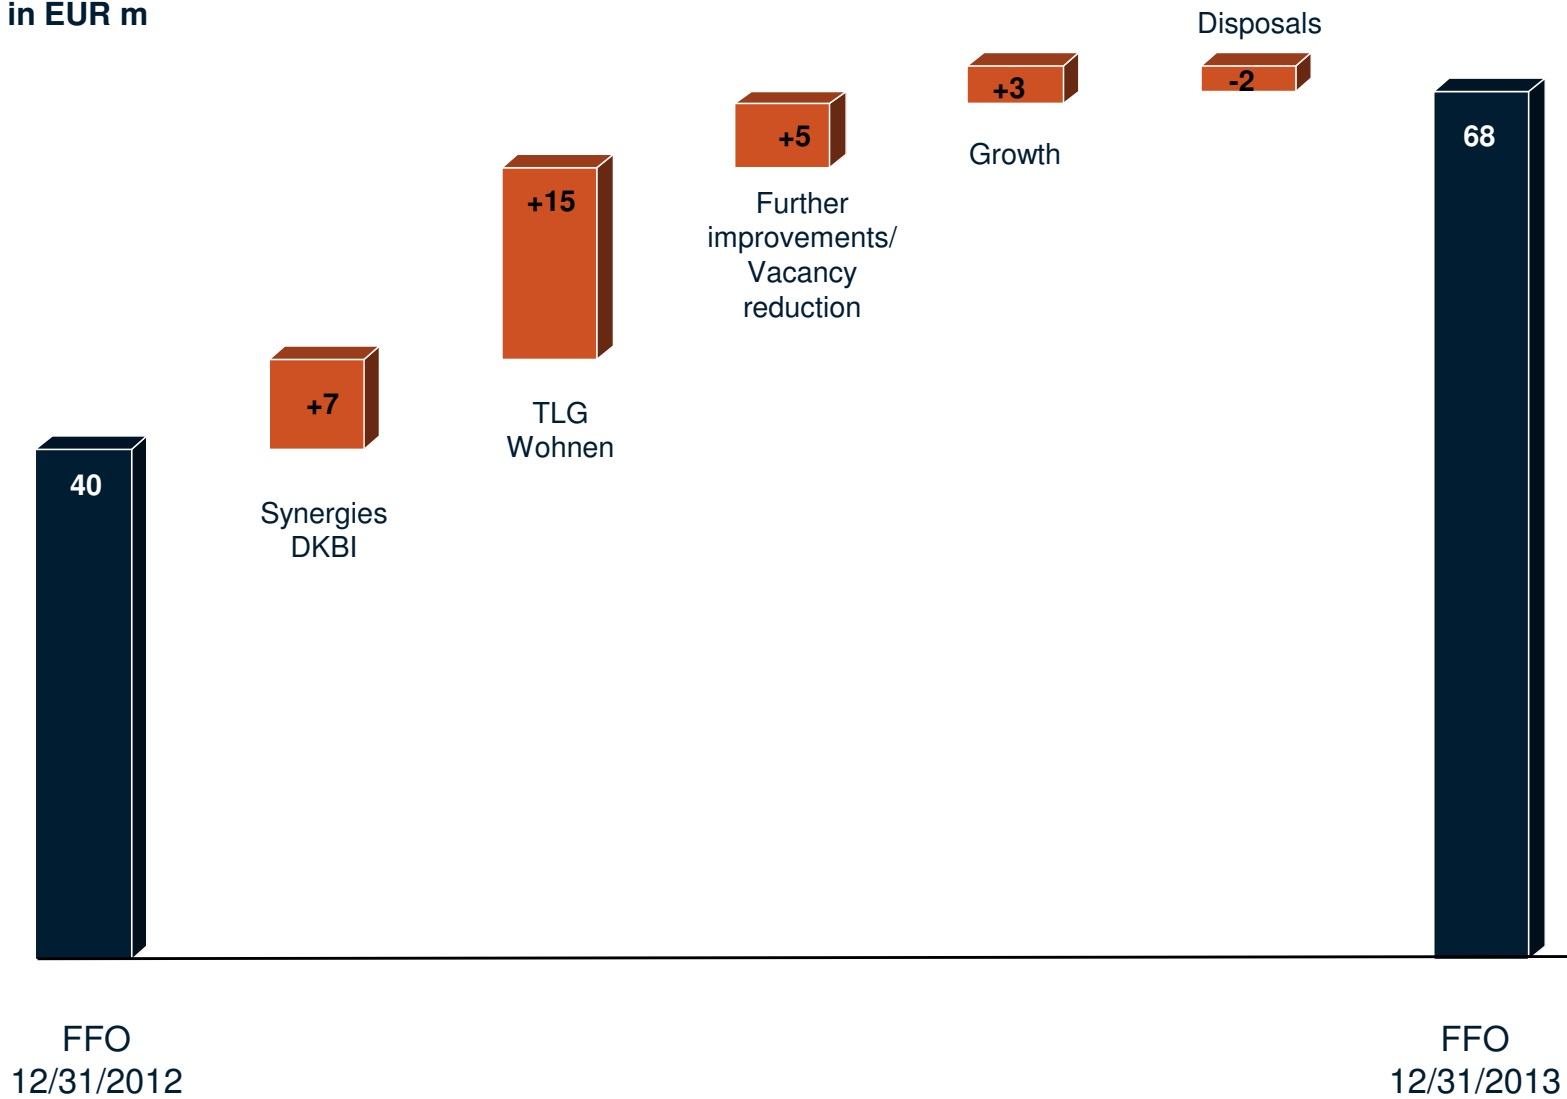 in EUR m
40
+7
Synergies
DKBI
+15
TLG
Wohnen
+5
Further
improvements/
Vacancy
reduction
+3
Growth
Disposals
-2
68
FFO
12/31/2012
FFO
12/31/2013